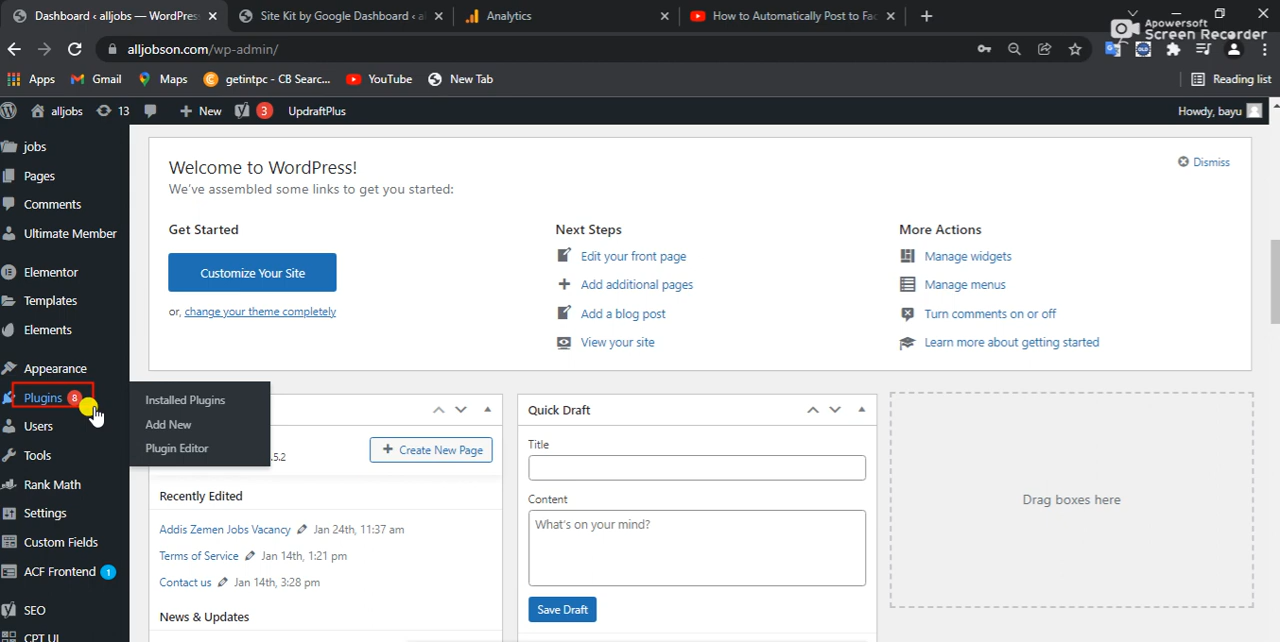 Dashboard ‹ alljobs — WordPress
Site Kit by Google Dashboard ‹ a
Analytics
How to Automatically Post to Fac
Apowersoft
Screen Recorder
alljobson.com/wp-admin/
Apps
Gmail
Maps
getintpc - CB Searc...
YouTube
New Tab
Reading list
alljobs
13
New
3
UpdraftPlus
Howdy, bayu
jobs
Pages
Comments
Ultimate Member
Elementor
Templates
Elements
Appearance
Plugins 8
Users
Tools
Rank Math
Settings
Custom Fields
ACF Frontend 1
SEO
CPT UI
Installed Plugins
Add New
Plugin Editor
Welcome to WordPress!
We've assembled some links to get you started:
Dismiss
Get Started
Customize Your Site
or, change your theme completely
Next Steps
Edit your front page
Add additional pages
Add a blog post
View your site
More Actions
Manage widgets
Manage menus
Turn comments on or off
Learn more about getting started
.5.2
Create New Page
Recently Edited
Addis Zemen Jobs Vacancy Jan 24th, 11:37 am
Terms of Service Jan 14th, 1:21 pm
Contact us Jan 14th, 3:28 pm
News & Updates
Quick Draft
Title
Content
What's on your mind?
Save Draft
Drag boxes here